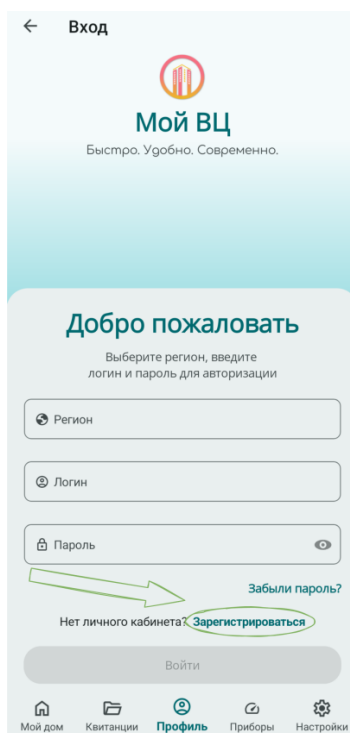 Вход
Мой ВЦ
Быстро. Удобно. Современно.
Добро пожаловать
Выберите регион, введите
логин и пароль для авторизации
Регион
Логин
Пароль
Забыли пароль?
Нет личного кабинета? Зарегистрироваться
Войти
Мой дом Квитанции Профиль Приборы Настройки